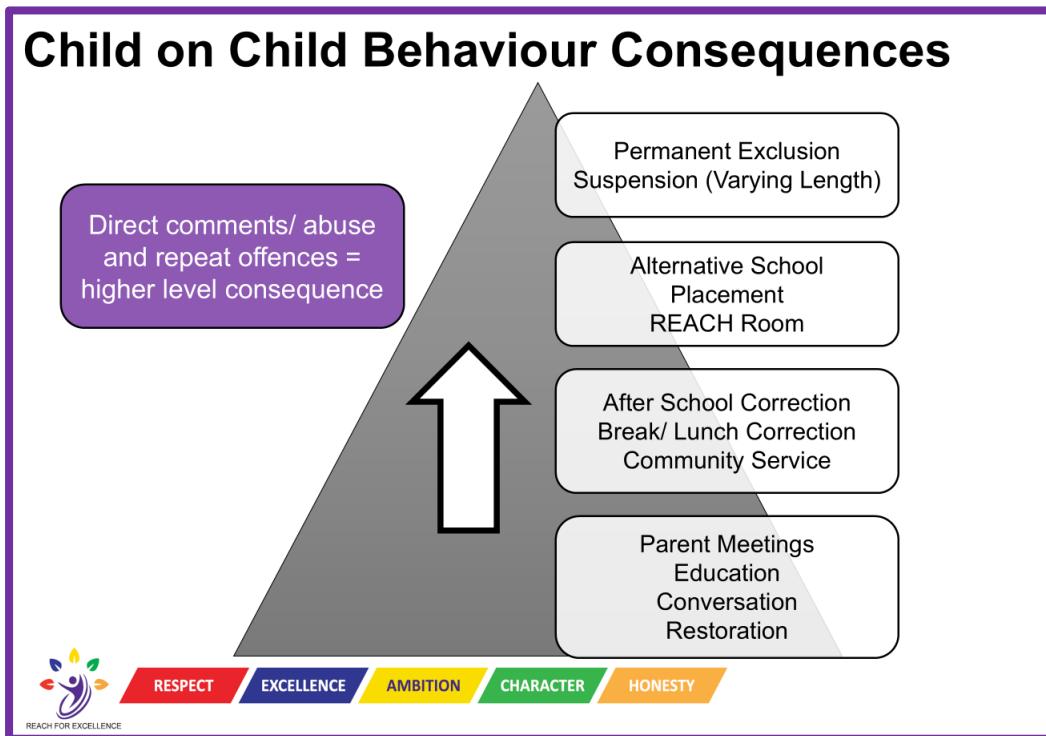 Child on Child Behaviour Consequences
Direct comments/ abuse
and repeat offences =
higher level consequence
Permanent Exclusion
Suspension (Varying Length)
Alternative School
Placement
REACH Room
After School Correction
Break/ Lunch Correction
Community Service
Parent Meetings
Education
Conversation
Restoration
REACH FOR EXCELLENCE
RESPECT
EXCELLENCE
AMBITION
CHARACTER
HONESTY